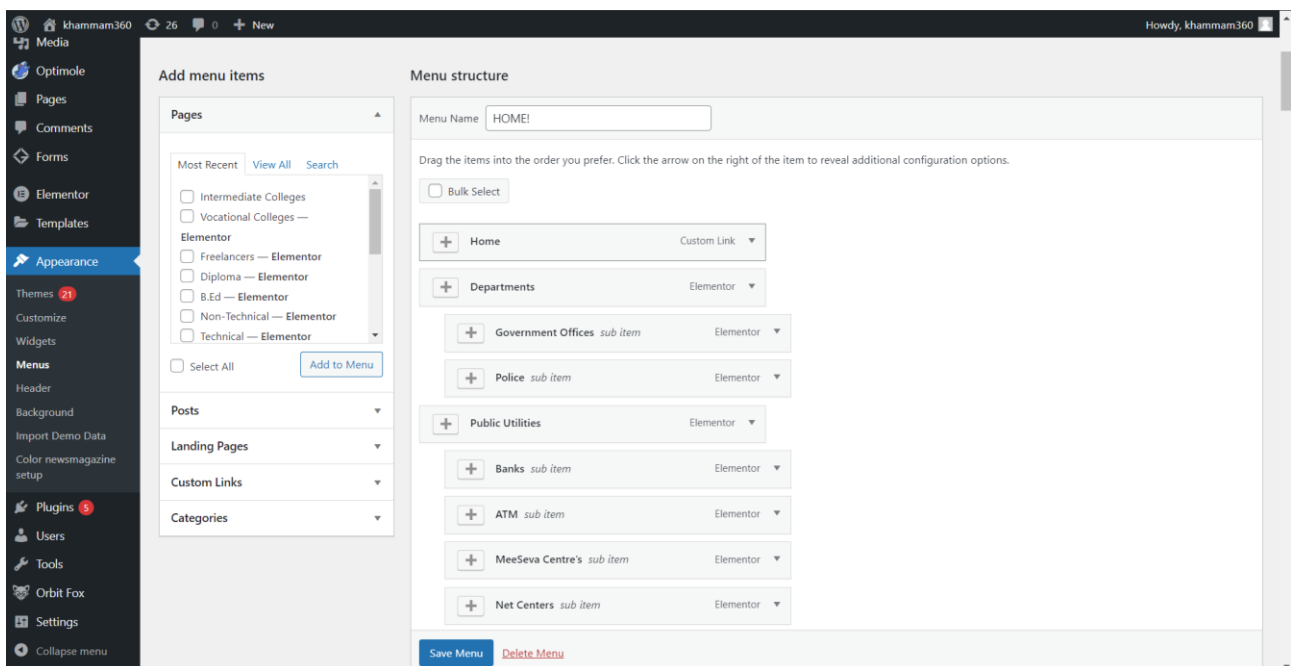 khammam360 26 0 New
Howdy, khammam360
Media
Optimole
Pages
Comments
Forms
Elementor
Templates
Appearance
Themes 21
Customize
Widgets
Menus
Header
Background
Import Demo Data
Color newsmagazine
setup
Plugins 5
Users
Tools
Orbit Fox
Settings
Collapse menu
Add menu items
Pages
Most Recent View All Search
Intermediate Colleges
Vocational Colleges —
Elementor
Freelancers — Elementor
Diploma — Elementor
B.Ed — Elementor
Non-Technical — Elementor
Technical — Elementor
Select All Add to Menu
Posts
Landing Pages
Custom Links
Categories
Menu structure
Menu Name HOME!
Drag the items into the order you prefer. Click the arrow on the right of the item to reveal additional configuration options.
Bulk Select
Home Custom Link
Departments Elementor
Government Offices sub item Elementor
Police sub item Elementor
Public Utilities Elementor
Banks sub item Elementor
ATM sub item Elementor
MeeSeva Centre's sub item Elementor
Net Centers sub item Elementor
Save Menu Delete Menu